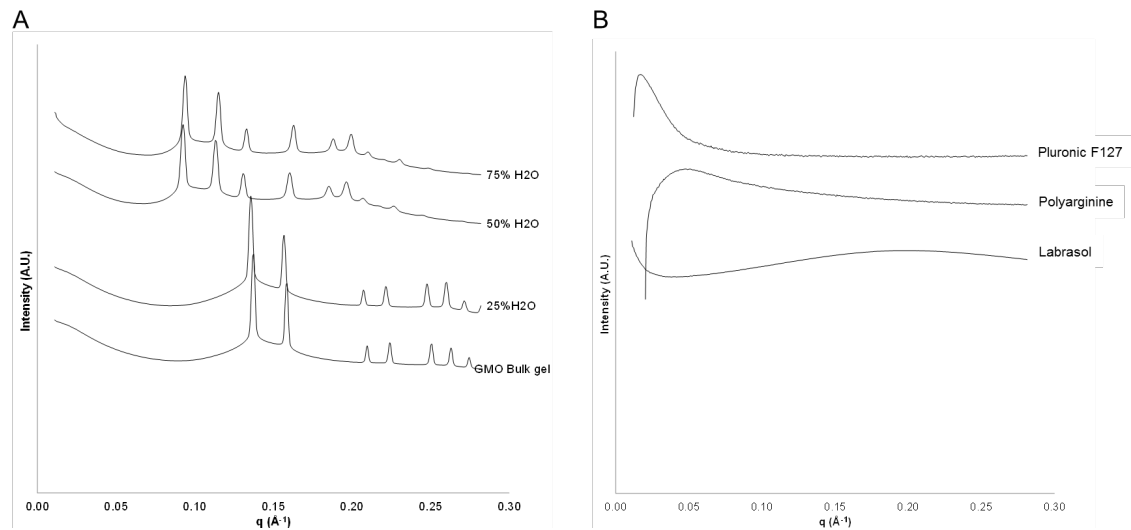 A
75% H2O
50% H2O
25%H2O
GMO Bulk gel
Intensity (A.U.)
0.00 0.05 0.10 0.15 0.20 0.25 0.30
q (Å-1)
B
Pluronic F127
Polyarginine
Labrasol
Intensity (A.U.)
0.00 0.05 0.10 0.15 0.20 0.25 0.30
q (Å-1)